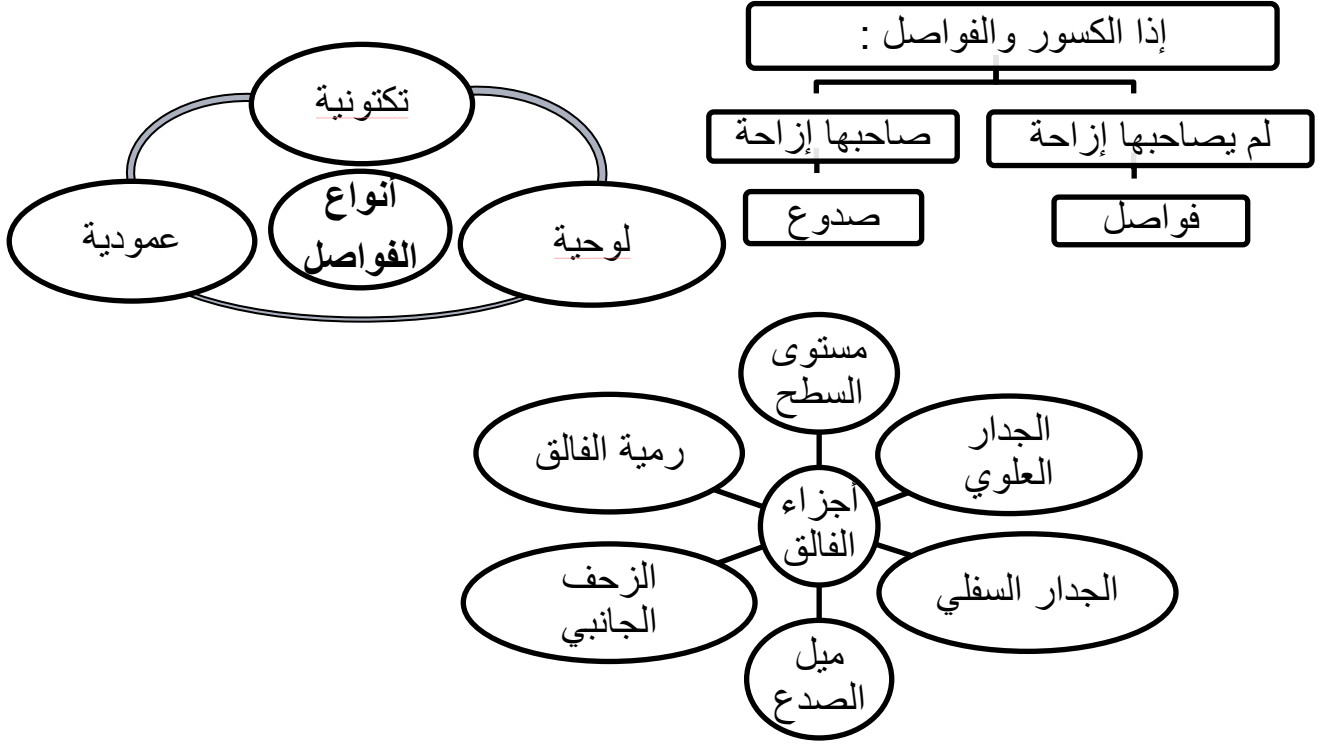 إذا الكسور والفواصل :
لم يصاحبها إزاحة
صاحبها إزاحة
فواصل
صدوع
تكتونية
أنواع
الفواصل
لوحية
عمودية
مستوى
السطح
الجدار
العلوي
رمية الفالق
أجزاء
الفالق
الجدار السفلي
الزحف
الجانبي
ميل
الصدع